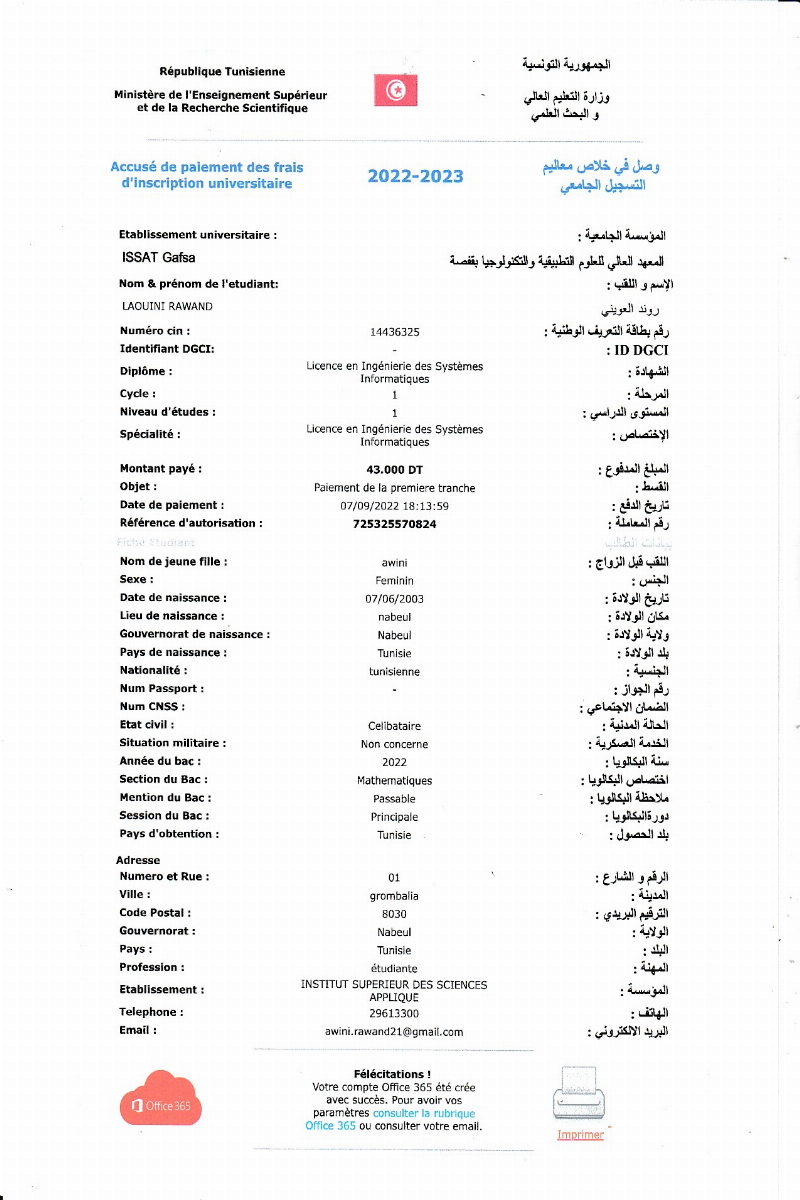 République Tunisienne
الجمهورية التونسية
Ministère de l'Enseignement Supérieur
et de la Recherche Scientifique
وزارة التعليم العالي
و البحث العلمي
Accusé de paiement des frais
d'inscription universitaire
2022-2023
وصل في خلاص معاليم
التسجيل الجامعي
Etablissement universitaire :
المؤسسة الجامعية :
ISSAT Gafsa
المعهد العالي للعلوم التطبيقية والتكنولوجيا بقفصة
Nom & prénom de l'etudiant:
الإسم و اللقب :
LAOUINI RAWAND
روند العويني
Numéro cin : 14436325 رقم بطاقة التعريف الوطنية :
Identifiant DGCI: - ID DGCI :
Diplôme : Licence en Ingénierie des Systèmes
Informatiques الشهادة :
Cycle : 1 المرحلة :
Niveau d'études : 1 المستوى الدراسي :
Spécialité : Licence en Ingénierie des Systèmes
Informatiques الإختصاص :
Montant payé : 43.000 DT المبلغ المدفوع :
Objet : Paiement de la premiere tranche القسط :
Date de paiement : 07/09/2022 18:13:59 تاريخ الدفع :
Référence d'autorisation : 725325570824 رقم المعاملة :
Fiche Etudiant بيانات الطالب
Nom de jeune fille : awini اللقب قبل الزواج :
Sexe : Feminin الجنس :
Date de naissance : 07/06/2003 تاريخ الولادة :
Lieu de naissance : nabeul مكان الولادة :
Gouvernorat de naissance : Nabeul ولاية الولادة :
Pays de naissance : Tunisie بلد الولادة :
Nationalité : tunisienne الجنسية :
Num Passport : - رقم الجواز :
Num CNSS : الضمان الاجتماعي :
Etat civil : Celibataire الحالة المدنية :
Situation militaire : Non concerne الخدمة العسكرية :
Année du bac : 2022 سنة البكالويا :
Section du Bac : Mathematiques اختصاص البكالويا :
Mention du Bac : Passable ملاحظة البكالويا :
Session du Bac : Principale دورةالبكالويا :
Pays d'obtention : Tunisie بلد الحصول :
Adresse
Numero et Rue : 01 الرقم و الشارع :
Ville : grombalia المدينة :
Code Postal : 8030 الترقيم البريدي :
Gouvernorat : Nabeul الولاية :
Pays : Tunisie البلد :
Profession : étudiante المهنة :
Etablissement : INSTITUT SUPERIEUR DES SCIENCES
APPLIQUE المؤسسة :
Telephone : 29613300 الهاتف :
Email : awini.rawand21@gmail.com البريد الالكتروني :
Félécitations !
Votre compte Office 365 été crée
avec succès. Pour avoir vos
paramètres consulter la rubrique
Office 365 ou consulter votre email.
Office 365
Imprimer